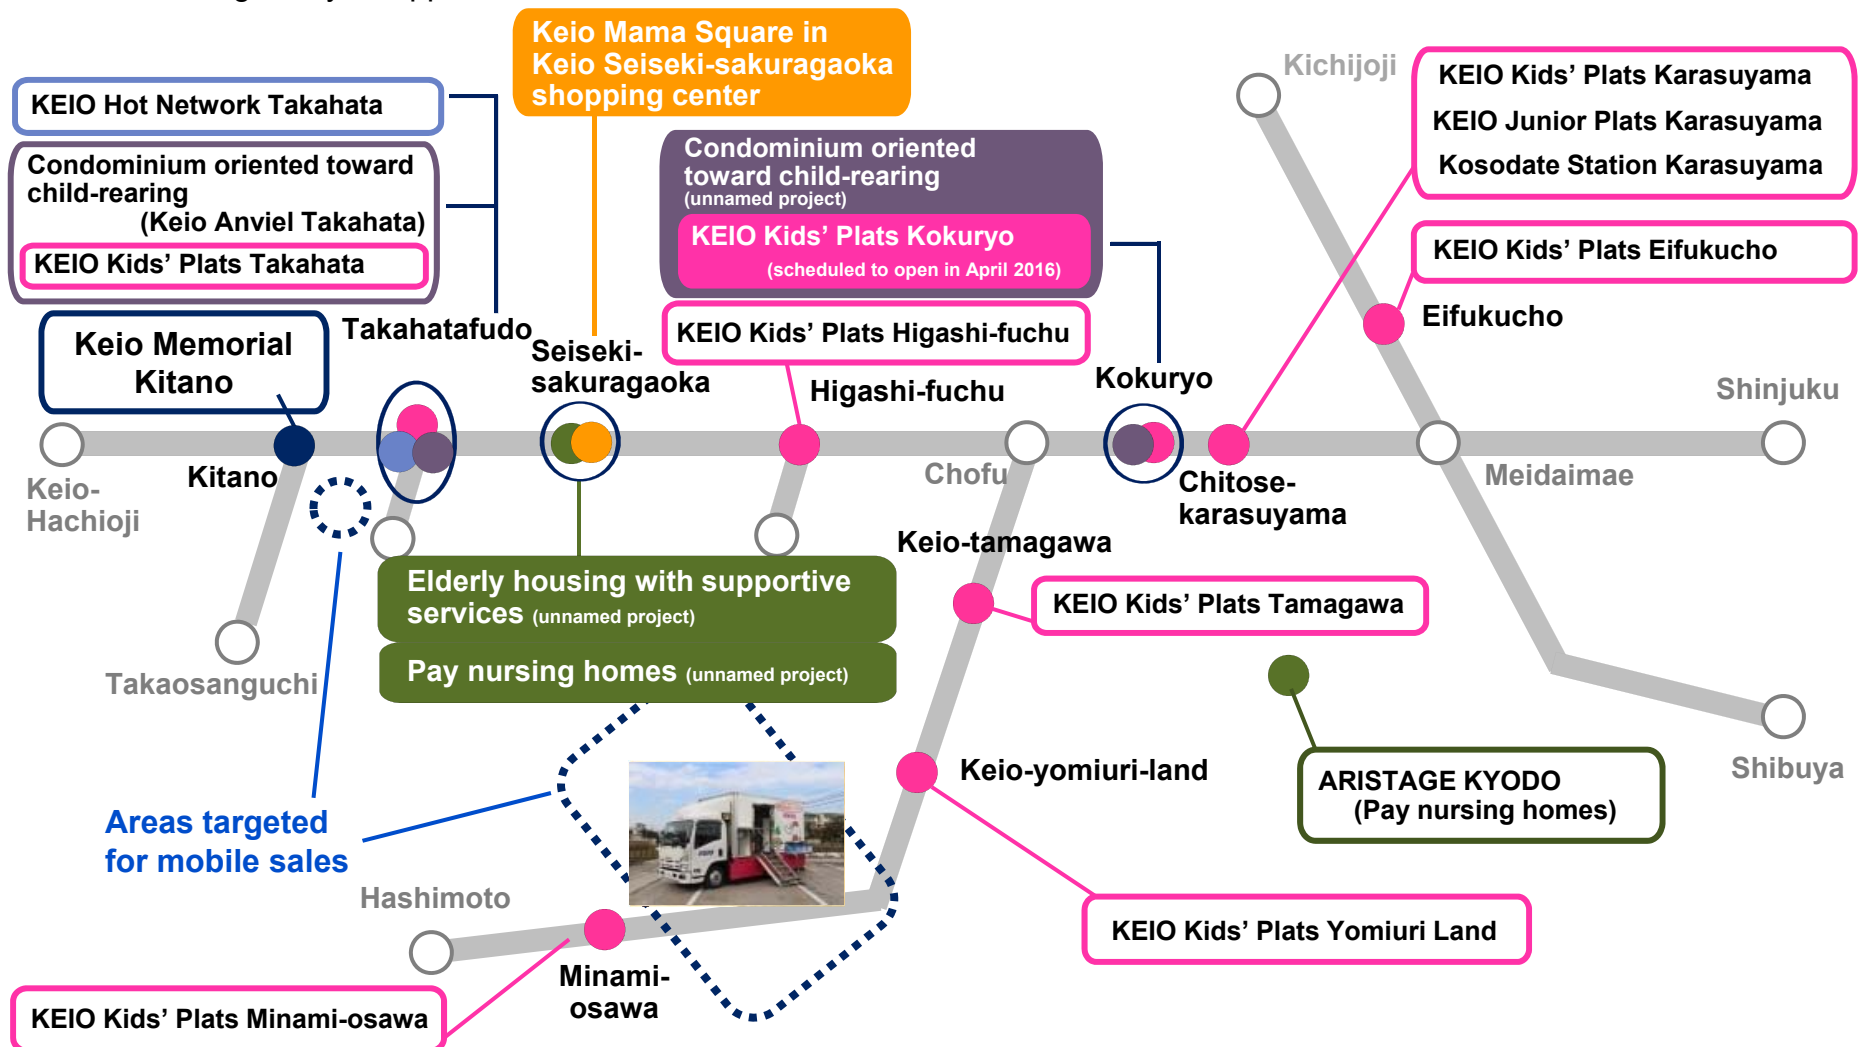 Keio Mama Square in
Keio Seiseki-sakuragaoka
shopping center
Kichijoji
KEIO Kids' Plats Karasuyama
KEIO Junior Plats Karasuyama
Kosodate Station Karasuyama
KEIO Hot Network Takahata
Condominium oriented toward
child-rearing
(Keio Anviel Takahata)
KEIO Kids' Plats Takahata
Condominium oriented
toward child-rearing
(unnamed project)
KEIO Kids' Plats Kokuryo
(scheduled to open in April 2016)
KEIO Kids' Plats Eifukucho
Keio Memorial
Kitano
Takahatafudo
Seiseki-
sakuragaoka
KEIO Kids' Plats Higashi-fuchu
Higashi-fuchu
Kokuryo
Eifukucho
Shinjuku
Keio-
Hachioji
Kitano
Chofu
Chitose-
karasuyama
Meidaimae
Keio-tamagawa
Elderly housing with supportive
services (unnamed project)
Pay nursing homes (unnamed project)
KEIO Kids' Plats Tamagawa
Takaosanguchi
Keio-yomiuri-land
ARISTAGE KYODO
(Pay nursing homes)
Shibuya
Areas targeted
for mobile sales
Hashimoto
KEIO Kids' Plats Yomiuri Land
Minami-
osawa
KEIO Kids' Plats Minami-osawa